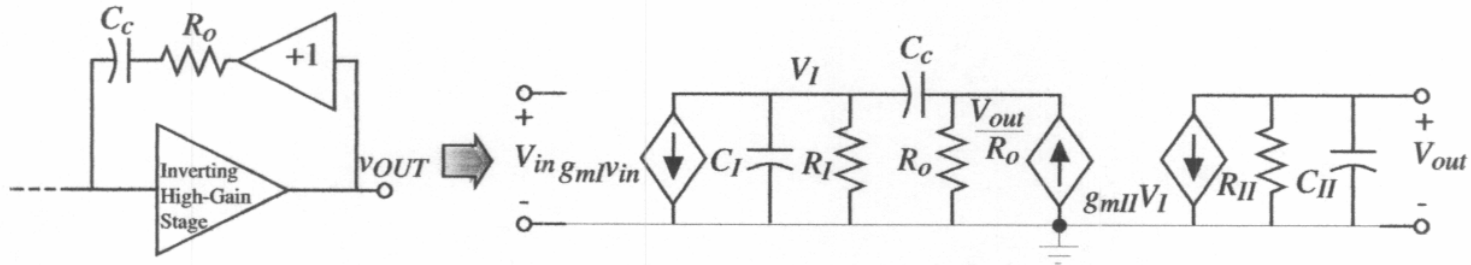 C_c
R_o
+1
v_OUT
Inverting
High-Gain
Stage
+
V_in
-
g_mI v_in
C_I
R_I
V_I
C_c
R_o
V_out
R_o
g_mII V_I
R_II
C_II
+
V_out
-